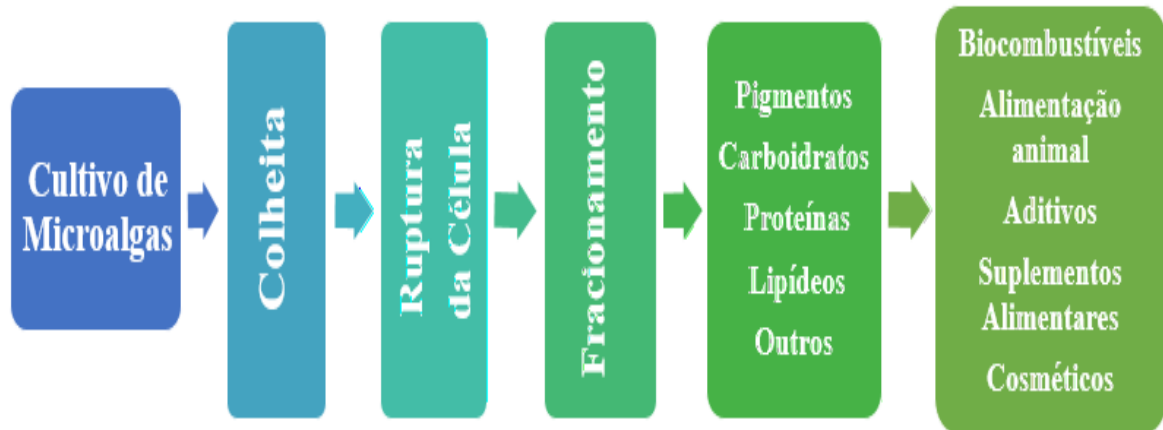 Cultivo de
Microalgas
Colheita
Ruptura
da Célula
Fracionamento
Pigmentos
Carboidratos
Proteínas
Lipídeos
Outros
Biocombustíveis
Alimentação
animal
Aditivos
Suplementos
Alimentares
Cosméticos